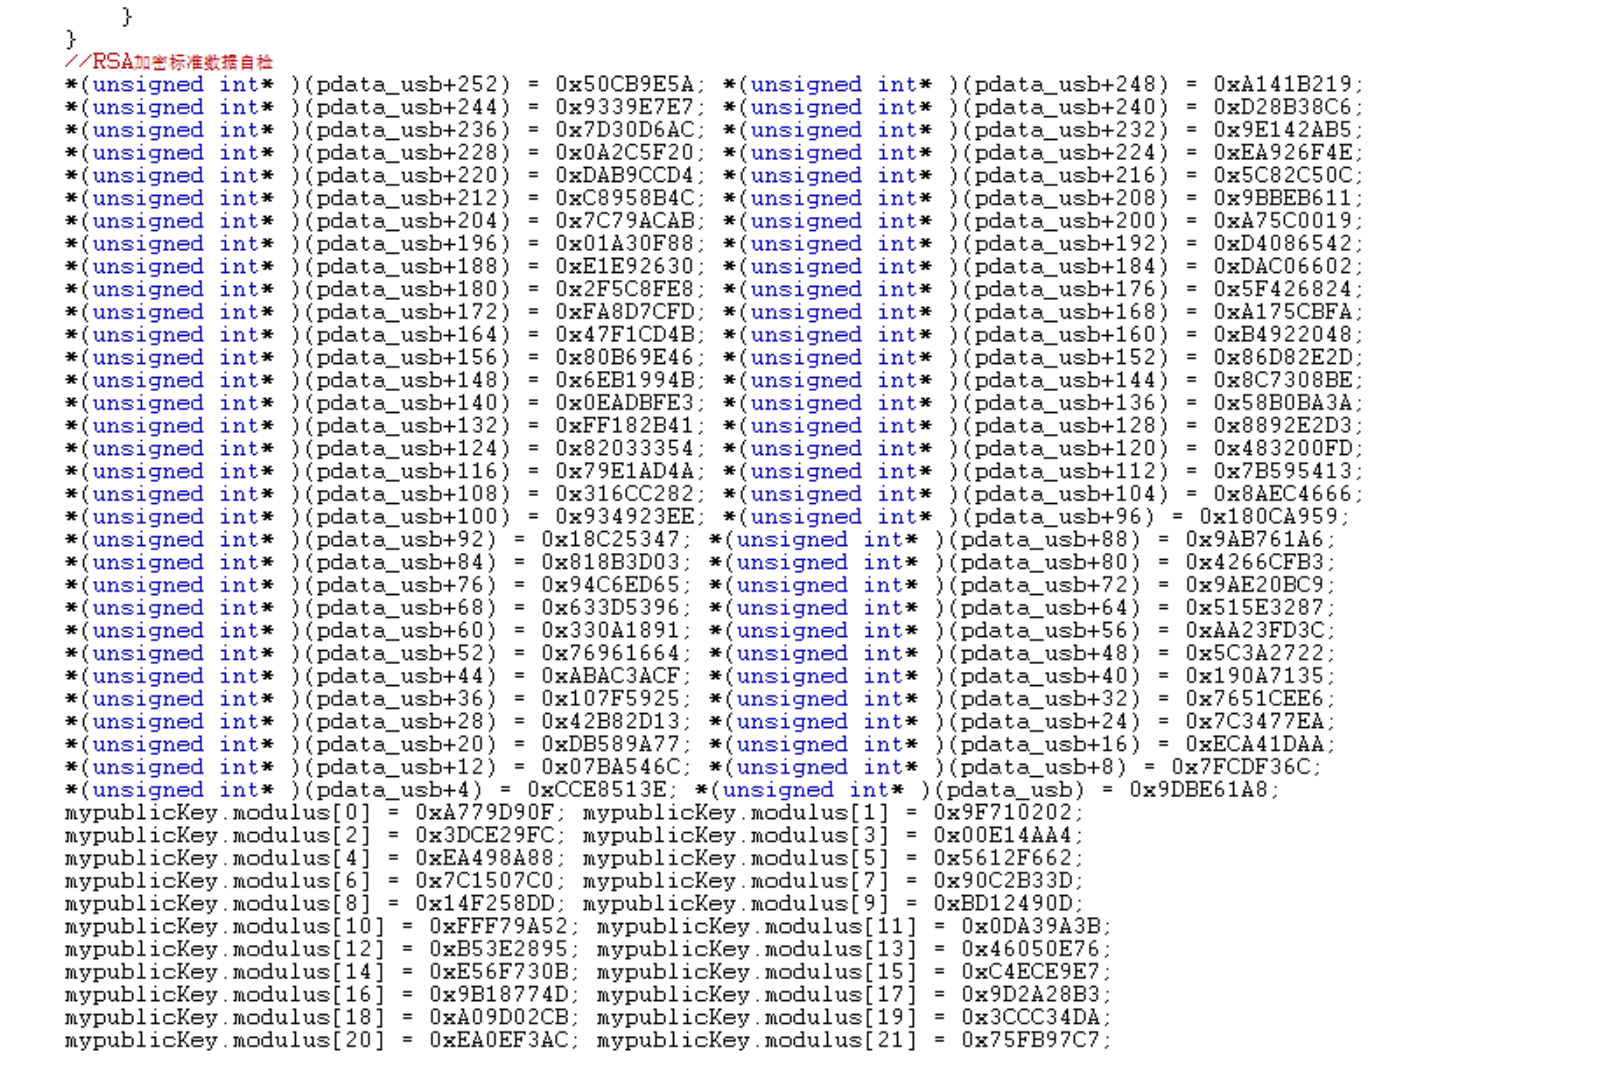 }
}
//RSA加密标准数据自检
*(unsigned int* )(pdata_usb+252) = 0x50CB9E5A; *(unsigned int* )(pdata_usb+248) = 0xA141B219;
*(unsigned int* )(pdata_usb+244) = 0x9339E7E7; *(unsigned int* )(pdata_usb+240) = 0xD28B38C6;
*(unsigned int* )(pdata_usb+236) = 0x7D30D6AC; *(unsigned int* )(pdata_usb+232) = 0x9E142AB5;
*(unsigned int* )(pdata_usb+228) = 0x0A2C5F20; *(unsigned int* )(pdata_usb+224) = 0xEA926F4E;
*(unsigned int* )(pdata_usb+220) = 0xDAB9CCD4; *(unsigned int* )(pdata_usb+216) = 0x5C82C50C;
*(unsigned int* )(pdata_usb+212) = 0xC8958B4C; *(unsigned int* )(pdata_usb+208) = 0x9BBEB611;
*(unsigned int* )(pdata_usb+204) = 0x7C79ACAB; *(unsigned int* )(pdata_usb+200) = 0xA75C0019;
*(unsigned int* )(pdata_usb+196) = 0x01A30F88; *(unsigned int* )(pdata_usb+192) = 0xD4086542;
*(unsigned int* )(pdata_usb+188) = 0xE1E92630; *(unsigned int* )(pdata_usb+184) = 0xDAC06602;
*(unsigned int* )(pdata_usb+180) = 0x2F5C8FE8; *(unsigned int* )(pdata_usb+176) = 0x5F426824;
*(unsigned int* )(pdata_usb+172) = 0xFA8D7CFD; *(unsigned int* )(pdata_usb+168) = 0xA175CBFA;
*(unsigned int* )(pdata_usb+164) = 0x47F1CD4B; *(unsigned int* )(pdata_usb+160) = 0xB4922048;
*(unsigned int* )(pdata_usb+156) = 0x80B69E46; *(unsigned int* )(pdata_usb+152) = 0x86D82E2D;
*(unsigned int* )(pdata_usb+148) = 0x6EB1994B; *(unsigned int* )(pdata_usb+144) = 0x8C7308BE;
*(unsigned int* )(pdata_usb+140) = 0x0EADBFE3; *(unsigned int* )(pdata_usb+136) = 0x58B0BA3A;
*(unsigned int* )(pdata_usb+132) = 0xFF182B41; *(unsigned int* )(pdata_usb+128) = 0x8892E2D3;
*(unsigned int* )(pdata_usb+124) = 0x82033354; *(unsigned int* )(pdata_usb+120) = 0x483200FD;
*(unsigned int* )(pdata_usb+116) = 0x79E1AD4A; *(unsigned int* )(pdata_usb+112) = 0x7B595413;
*(unsigned int* )(pdata_usb+108) = 0x316CC282; *(unsigned int* )(pdata_usb+104) = 0x8AEC4666;
*(unsigned int* )(pdata_usb+100) = 0x934923EE; *(unsigned int* )(pdata_usb+96) = 0x180CA959;
*(unsigned int* )(pdata_usb+92) = 0x18C25347; *(unsigned int* )(pdata_usb+88) = 0x9AB761A6;
*(unsigned int* )(pdata_usb+84) = 0x818B3D03; *(unsigned int* )(pdata_usb+80) = 0x4266CFB3;
*(unsigned int* )(pdata_usb+76) = 0x94C6ED65; *(unsigned int* )(pdata_usb+72) = 0x9AE20BC9;
*(unsigned int* )(pdata_usb+68) = 0x633D5396; *(unsigned int* )(pdata_usb+64) = 0x515E3287;
*(unsigned int* )(pdata_usb+60) = 0x330A1891; *(unsigned int* )(pdata_usb+56) = 0xAA23FD3C;
*(unsigned int* )(pdata_usb+52) = 0x76961664; *(unsigned int* )(pdata_usb+48) = 0x5C3A2722;
*(unsigned int* )(pdata_usb+44) = 0xABAC3ACF; *(unsigned int* )(pdata_usb+40) = 0x190A7135;
*(unsigned int* )(pdata_usb+36) = 0x107F5925; *(unsigned int* )(pdata_usb+32) = 0x7651CEE6;
*(unsigned int* )(pdata_usb+28) = 0x42B82D13; *(unsigned int* )(pdata_usb+24) = 0x7C3477EA;
*(unsigned int* )(pdata_usb+20) = 0xDB589A77; *(unsigned int* )(pdata_usb+16) = 0xECA41DAA;
*(unsigned int* )(pdata_usb+12) = 0x07BA546C; *(unsigned int* )(pdata_usb+8) = 0x7FCDF36C;
*(unsigned int* )(pdata_usb+4) = 0xCCE8513E; *(unsigned int* )(pdata_usb) = 0x9DBE61A8;
mypublicKey.modulus[0] = 0xA779D90F; mypublicKey.modulus[1] = 0x9F710202;
mypublicKey.modulus[2] = 0x3DCE29FC; mypublicKey.modulus[3] = 0x00E14AA4;
mypublicKey.modulus[4] = 0xEA498A88; mypublicKey.modulus[5] = 0x5612F662;
mypublicKey.modulus[6] = 0x7C1507C0; mypublicKey.modulus[7] = 0x90C2B33D;
mypublicKey.modulus[8] = 0x14F258DD; mypublicKey.modulus[9] = 0xBD12490D;
mypublicKey.modulus[10] = 0xFFF79A52; mypublicKey.modulus[11] = 0x0DA39A3B;
mypublicKey.modulus[12] = 0xB53E2895; mypublicKey.modulus[13] = 0x46050E76;
mypublicKey.modulus[14] = 0xE56F730B; mypublicKey.modulus[15] = 0xC4ECE9E7;
mypublicKey.modulus[16] = 0x9B18774D; mypublicKey.modulus[17] = 0x9D2A28B3;
mypublicKey.modulus[18] = 0xA09D02CB; mypublicKey.modulus[19] = 0x3CCC34DA;
mypublicKey.modulus[20] = 0xEA0EF3AC; mypublicKey.modulus[21] = 0x75FB97C7;